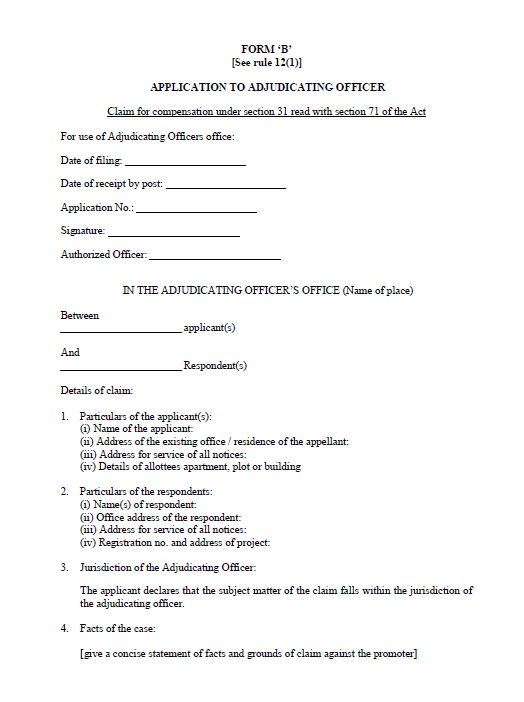 FORM ‘B’
[See rule 12(1)]
APPLICATION TO ADJUDICATING OFFICER
Claim for compensation under section 31 read with section 71 of the Act
For use of Adjudicating Officers office:
Date of filing: ______________________
Date of receipt by post: ______________________
Application No.: ______________________
Signature: ________________________
Authorized Officer: ________________________
IN THE ADJUDICATING OFFICER’S OFFICE (Name of place)
Between
______________________ applicant(s)
And
______________________ Respondent(s)
Details of claim:
1. Particulars of the applicant(s):
(i) Name of the applicant:
(ii) Address of the existing office / residence of the appellant:
(iii) Address for service of all notices:
(iv) Details of allottees apartment, plot or building
2. Particulars of the respondents:
(i) Name(s) of respondent:
(ii) Office address of the respondent:
(iii) Address for service of all notices:
(iv) Registration no. and address of project:
3. Jurisdiction of the Adjudicating Officer:
The applicant declares that the subject matter of the claim falls within the jurisdiction of
the adjudicating officer.
4. Facts of the case:
[give a concise statement of facts and grounds of claim against the promoter]